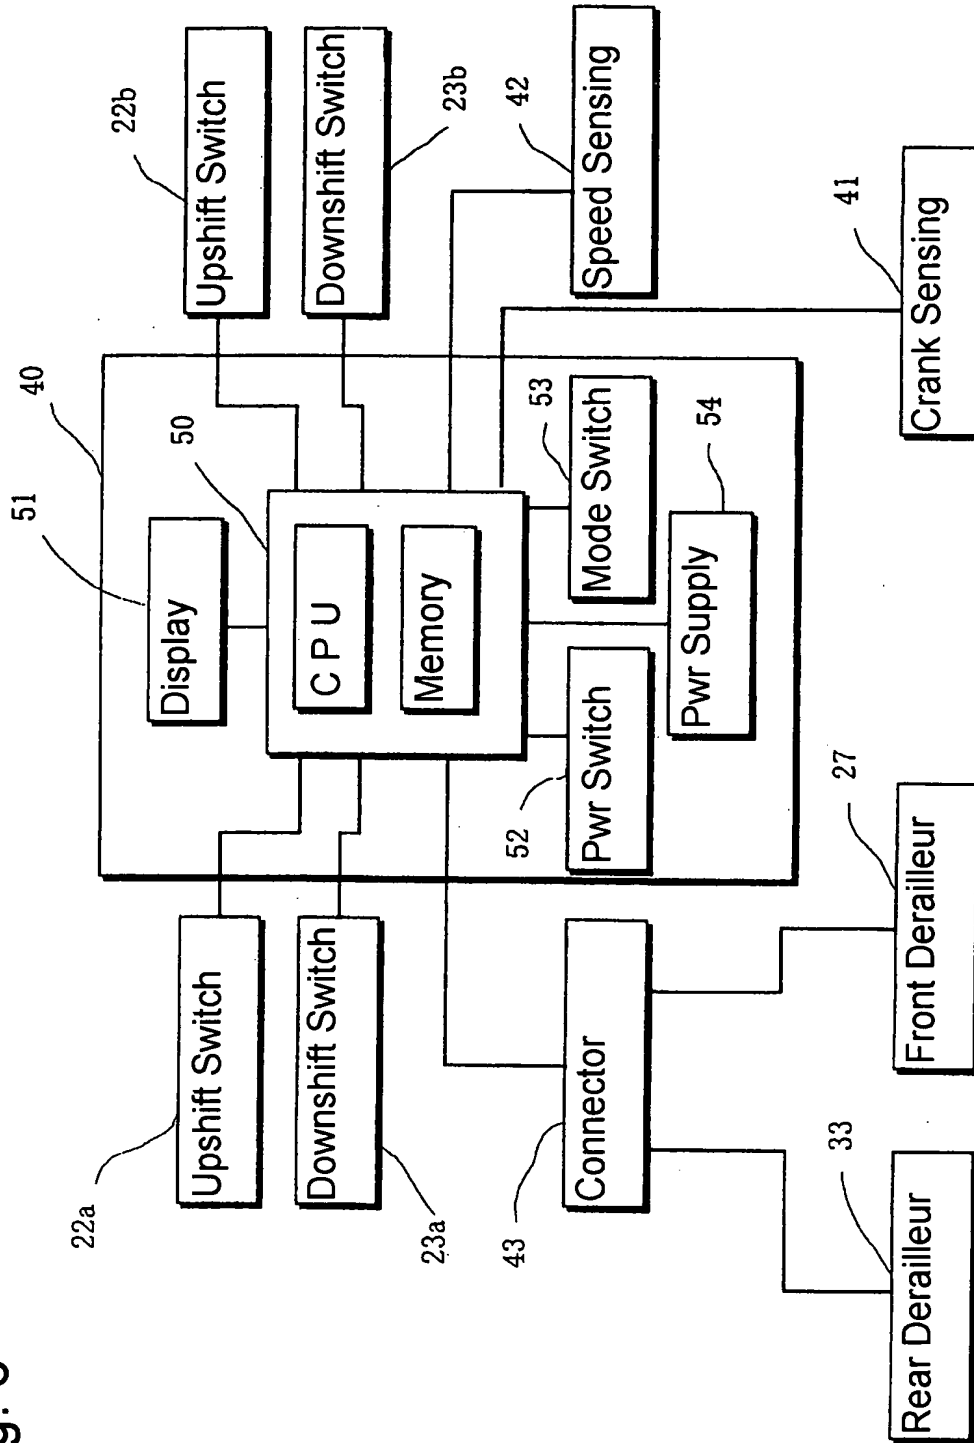 22b
Upshift Switch
Downshift Switch
23b
42
Speed Sensing
41
Crank Sensing
40
51
Display
50
C P U
Memory
53
Mode Switch
54
Pwr Supply
52
Pwr Switch
22a
Upshift Switch
Downshift Switch
23a
43
Connector
27
Front Derailleur
33
Rear Derailleur